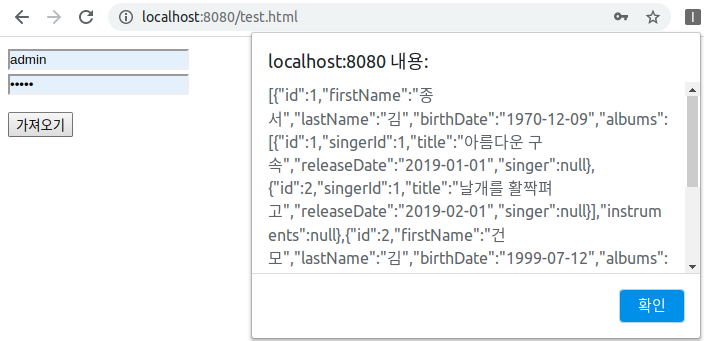 localhost:8080/test.html
admin
•••••
가져오기
localhost:8080 내용:
[{"id":1,"firstName":"종
서","lastName":"김","birthDate":"1970-12-09","albums":
[{"id":1,"singerId":1,"title":"아름다운 구
속","releaseDate":"2019-01-01","singer":null},
{"id":2,"singerId":1,"title":"날개를 활짝펴
고","releaseDate":"2019-02-01","singer":null}],"instrum
ents":null},{"id":2,"firstName":"건
모","lastName":"김","birthDate":"1999-07-12","albums":
확인